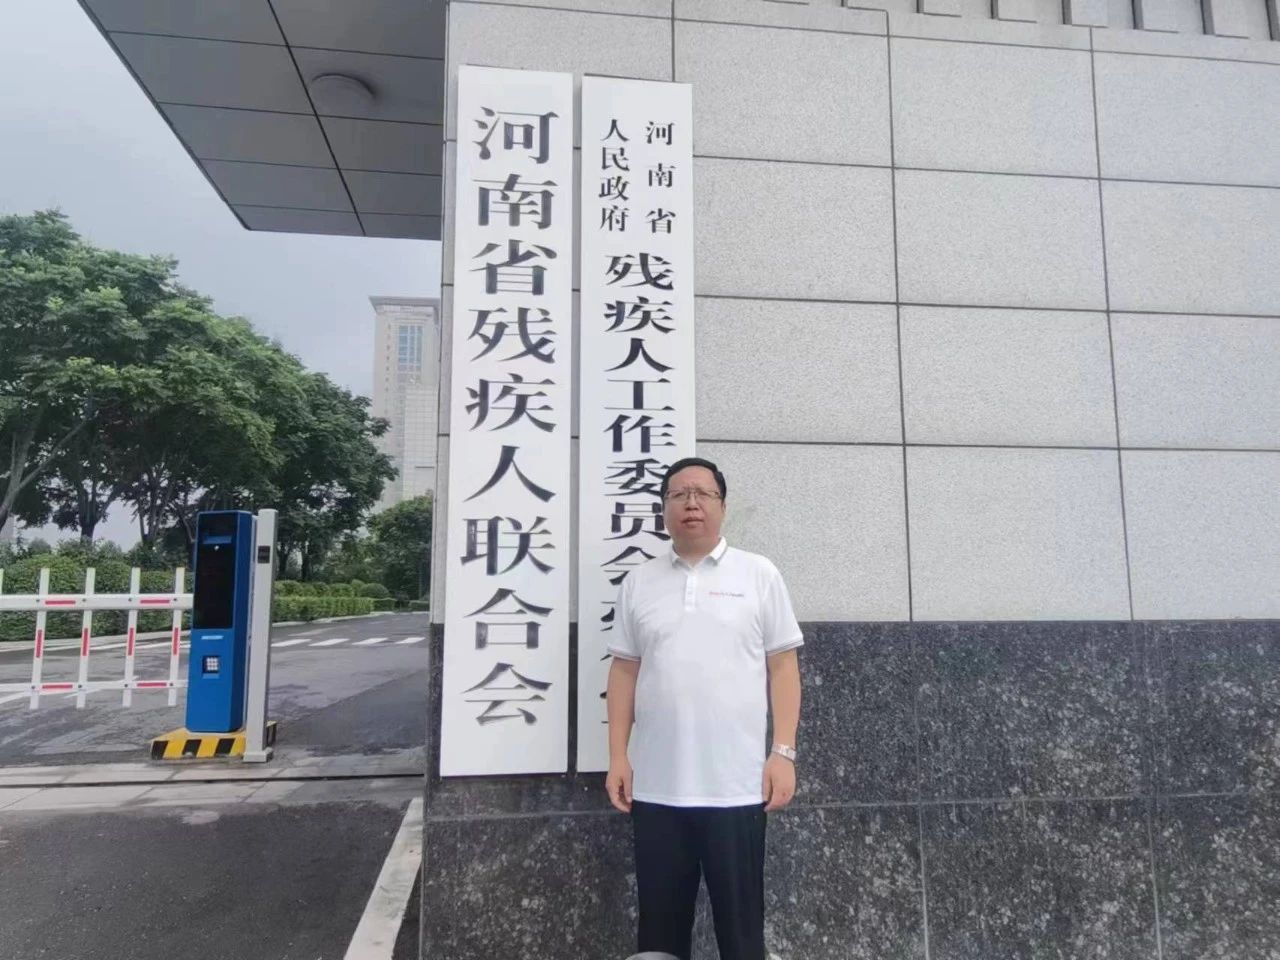 河南省残疾人联合会
河南省
人民政府
残疾人工作委员会